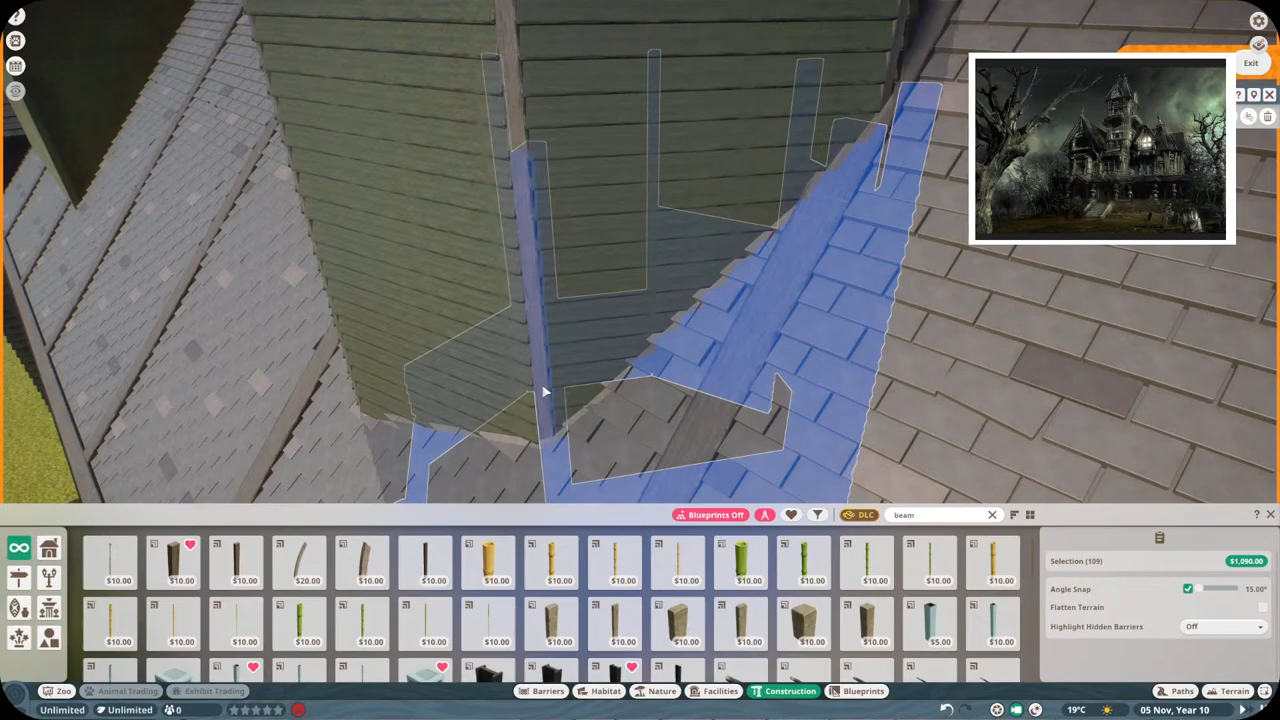 Exit
?
Blueprints Off
DLC
beam
?
$10.00 $10.00 $10.00 $20.00 $10.00 $10.00 $10.00 $10.00 $10.00 $10.00 $10.00 $10.00 $10.00 $10.00 $10.00
$10.00 $10.00 $10.00 $10.00 $10.00 $10.00 $10.00 $10.00 $10.00 $10.00 $10.00 $10.00 $10.00 $5.00 $10.00
Selection (109) $1,090.00
Angle Snap 15.00°
Flatten Terrain
Highlight Hidden Barriers Off
Zoo Animal Trading Exhibit Trading Barriers Habitat Nature Facilities Construction Blueprints Paths Terrain
Unlimited Unlimited 0 19°C 05 Nov, Year 10